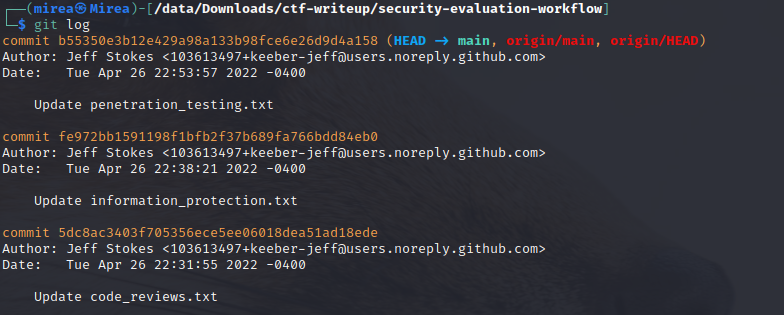 ┌──(mirea㉿Mirea)-[/data/Downloads/ctf-writeup/security-evaluation-workflow]
└─$ git log
commit b55350e3b12e429a98a133b98fce6e26d9d4a158 (HEAD → main, origin/main, origin/HEAD)
Author: Jeff Stokes <103613497+keeber-jeff@users.noreply.github.com>
Date:   Tue Apr 26 22:53:57 2022 -0400
    Update penetration_testing.txt
commit fe972bb1591198f1bfb2f37b689fa766bdd84eb0
Author: Jeff Stokes <103613497+keeber-jeff@users.noreply.github.com>
Date:   Tue Apr 26 22:38:21 2022 -0400
    Update information_protection.txt
commit 5dc8ac3403f705356ece5ee06018dea51ad18ede
Author: Jeff Stokes <103613497+keeber-jeff@users.noreply.github.com>
Date:   Tue Apr 26 22:31:55 2022 -0400
    Update code_reviews.txt